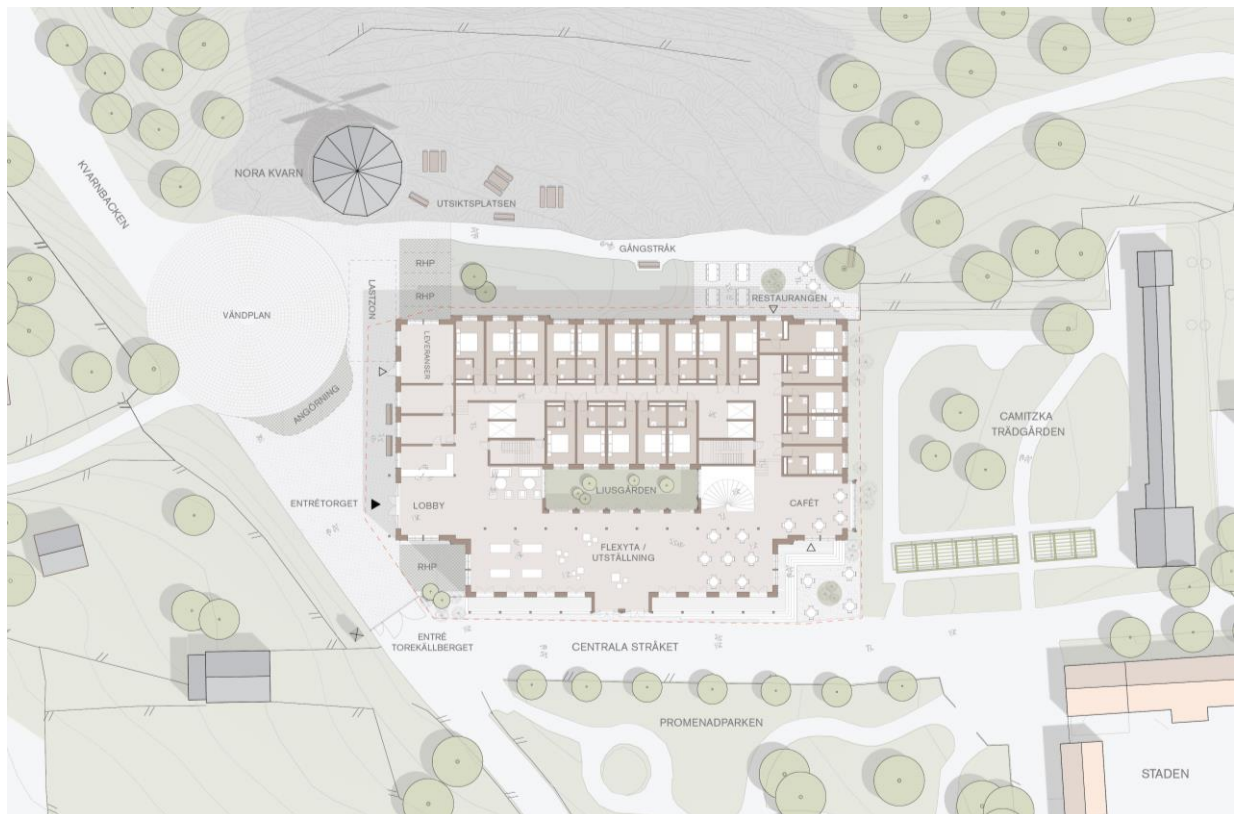 KVARNBACKEN
NORA KVARN
UTSIKTSPLATSEN
GÅNGSTRÅK
RHP
RHP
LASTZON
VÄNDPLAN
RESTAURANGEN
LEVERANSER
ANGÖRNING
CAMITZKA
TRÄDGÅRDEN
LJUSGÅRDEN
ENTRÉTORGET
LOBBY
CAFÉT
FLEXYTA /
UTSTÄLLNING
RHP
ENTRÉ
TOREKÄLLBERGET
CENTRALA STRÅKET
PROMENADPARKEN
STADEN